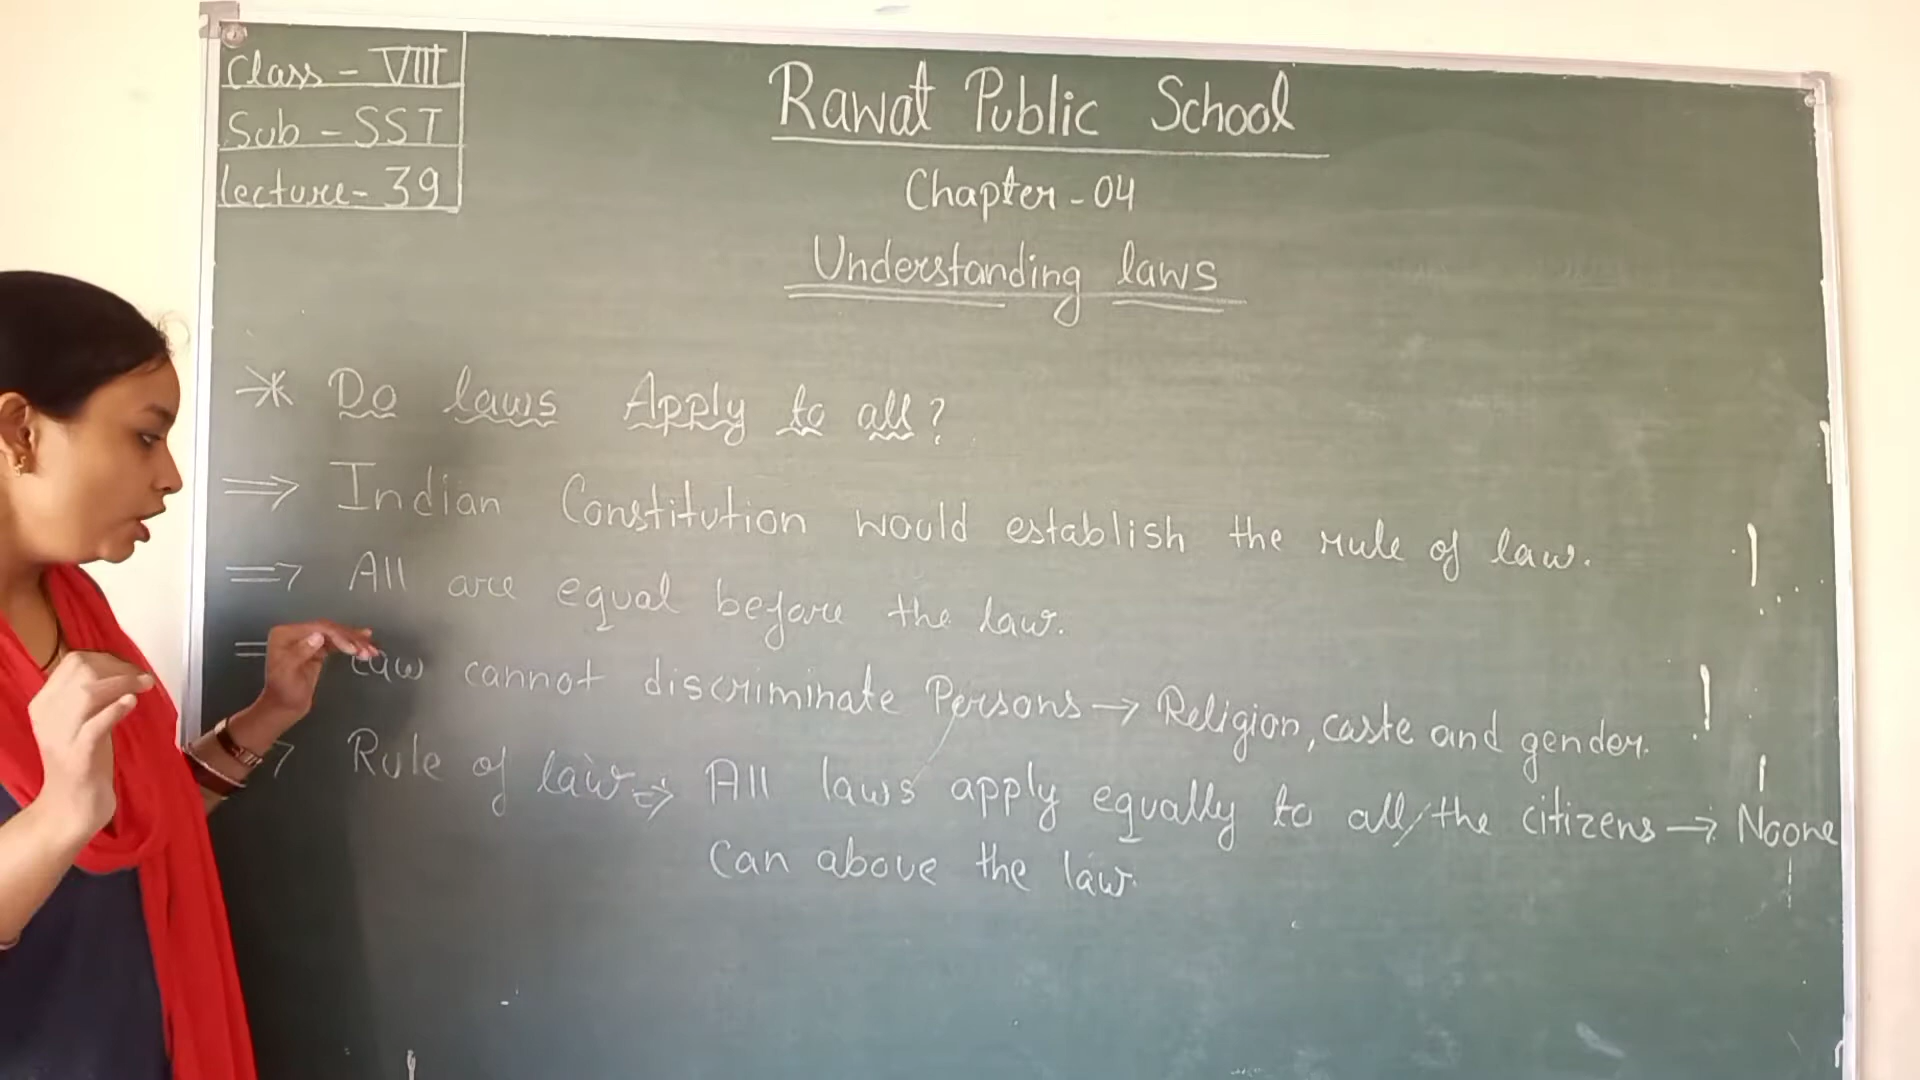 Class - VIII
Sub - SST
Lecture - 39
Rawat Public School
Chapter - 04
Understanding laws
* Do laws Apply to all?
⇒ Indian Constitution would establish the rule of law.
⇒ All are equal before the law.
⇒ Law cannot discriminate Persons → Religion, caste and gender.
⇒ Rule of law ⇒ All laws apply equally to all/the citizens → Noone
Can above the law.